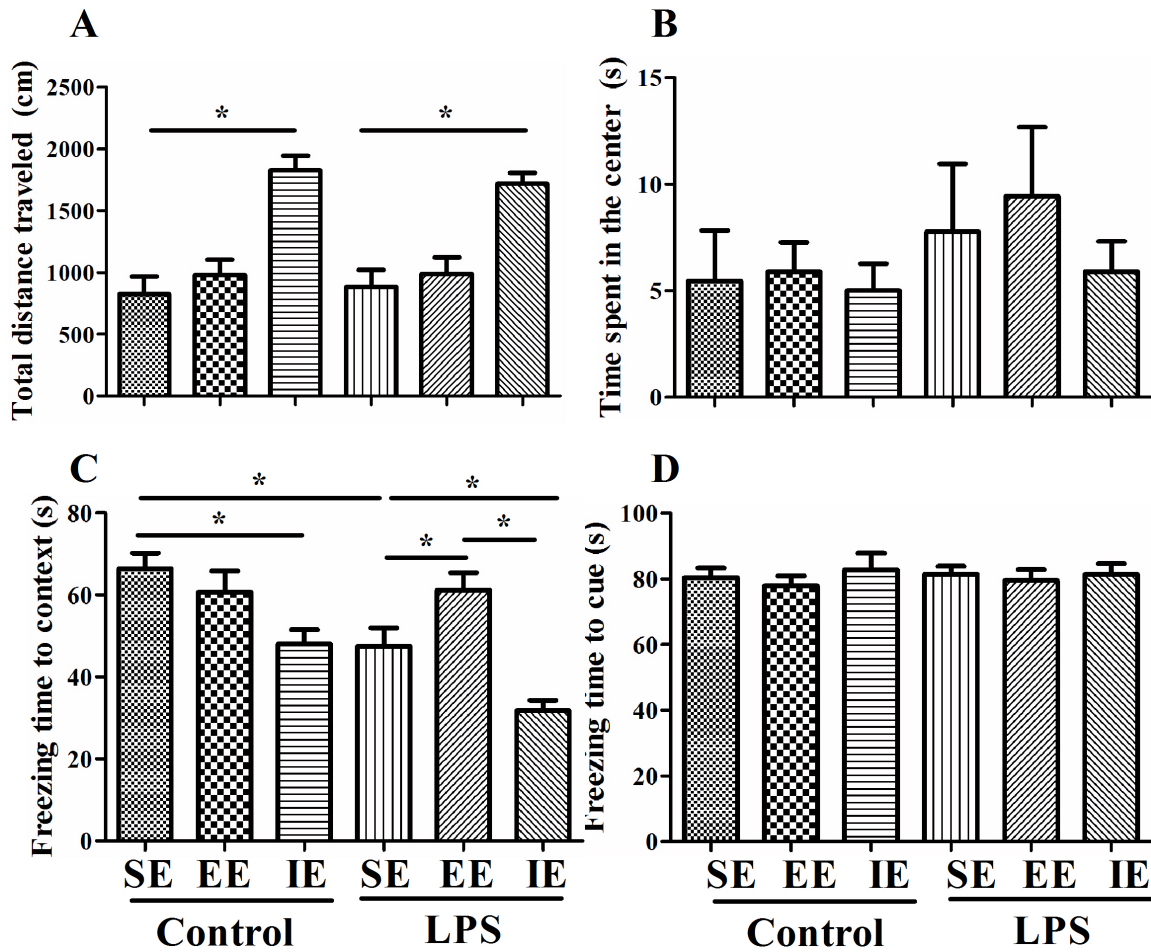 A
Total distance traveled (cm)
2500
2000
1500
1000
500
0
*
*
B
Time spent in the center (s)
15
10
5
0
C
Freezing time to context (s)
80
60
40
20
0
*
*
*
*
*
SE EE IE SE EE IE
Control LPS
D
Freezing time to cue (s)
100
80
60
40
20
0
SE EE IE SE EE IE
Control LPS